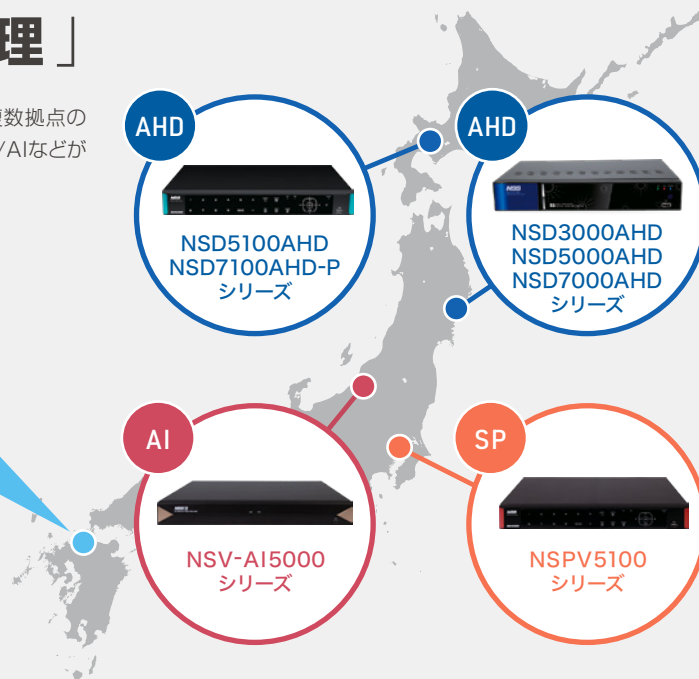 理」
複数拠点の
/AIなどが
AHD
NSD5100AHD
NSD7100AHD-P
シリーズ
AHD
NSS
NSD3000AHD
NSD5000AHD
NSD7000AHD
シリーズ
AI
NSV-AI5000
シリーズ
SP
NSPV5100
シリーズ